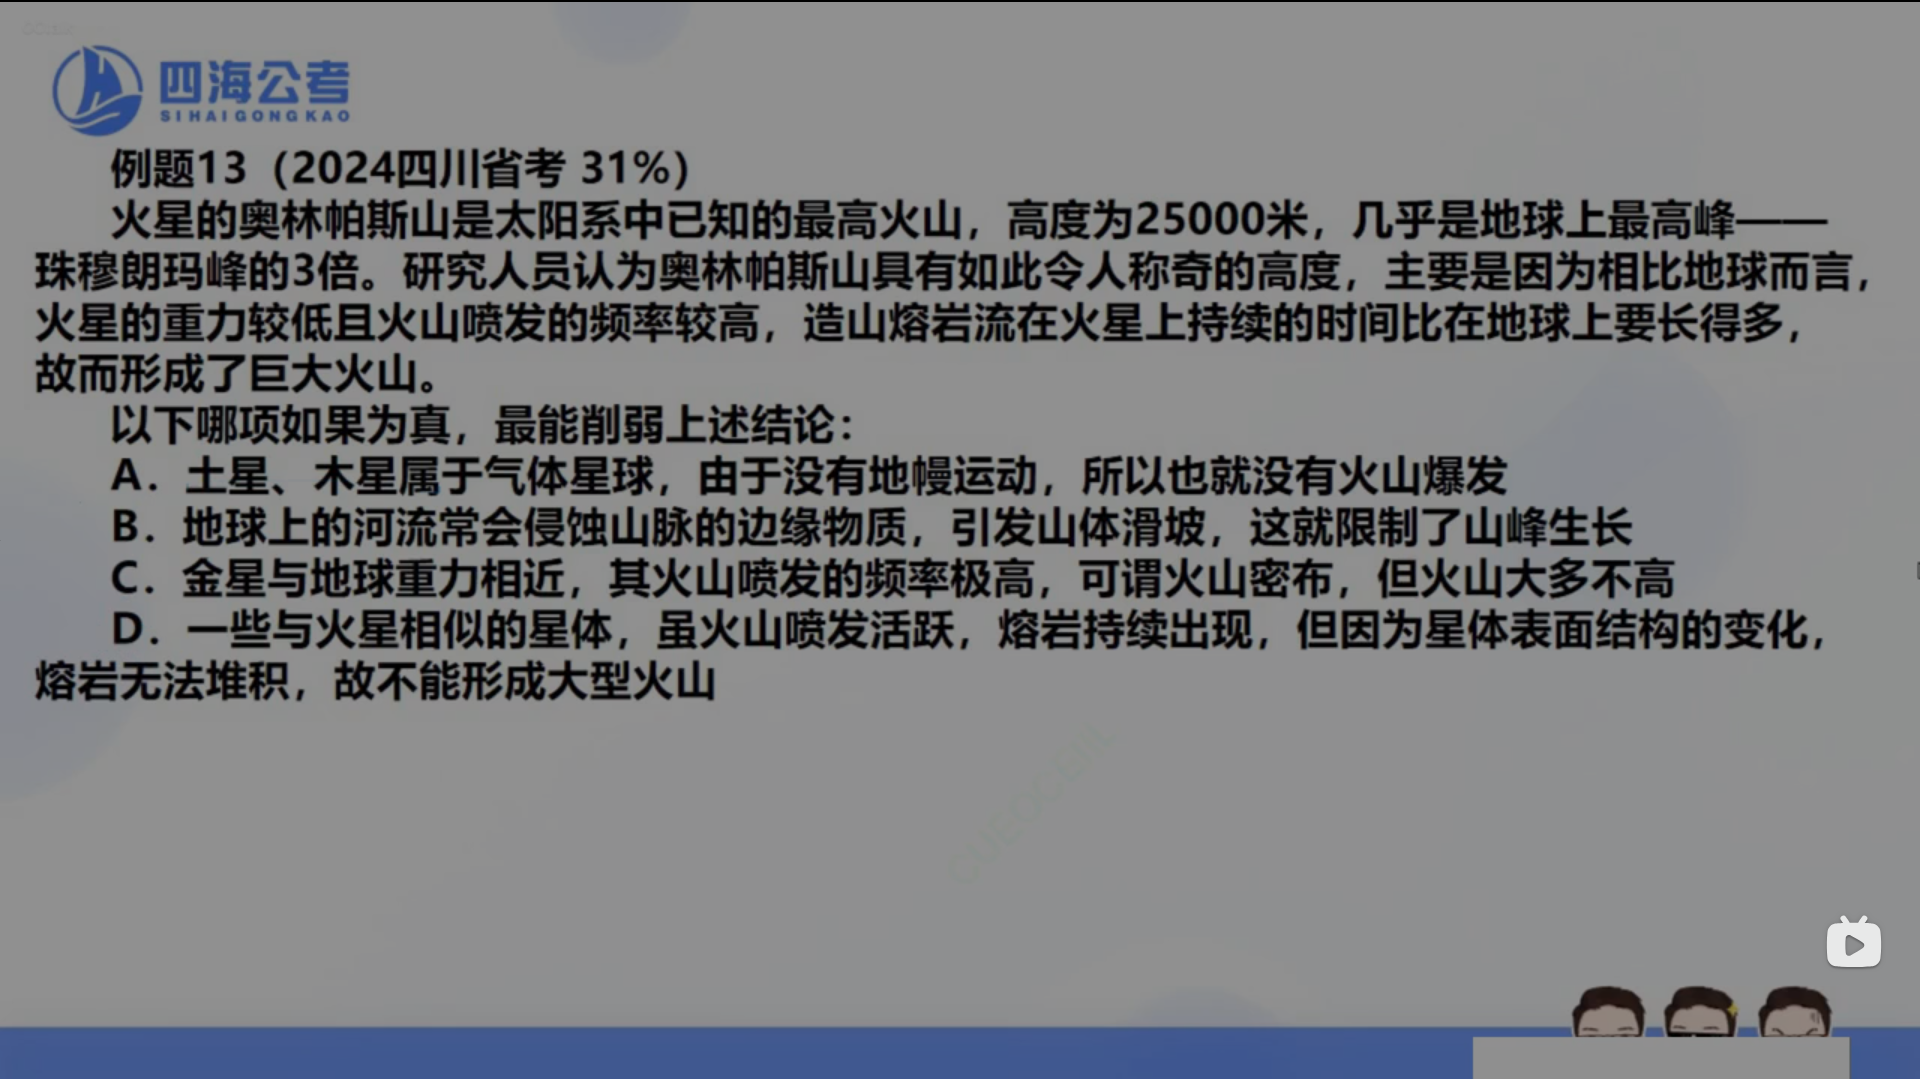 四海公考
SIHAIGONGKAO
例题13（2024四川省考 31%）
火星的奥林帕斯山是太阳系中已知的最高火山，高度为25000米，几乎是地球上最高峰——
珠穆朗玛峰的3倍。研究人员认为奥林帕斯山具有如此令人称奇的高度，主要是因为相比地球而言，
火星的重力较低且火山喷发的频率较高，造山熔岩流在火星上持续的时间比在地球上要长得多，
故而形成了巨大火山。
以下哪项如果为真，最能削弱上述结论：
A．土星、木星属于气体星球，由于没有地幔运动，所以也就没有火山爆发
B．地球上的河流常会侵蚀山脉的边缘物质，引发山体滑坡，这就限制了山峰生长
C．金星与地球重力相近，其火山喷发的频率极高，可谓火山密布，但火山大多不高
D．一些与火星相似的星体，虽火山喷发活跃，熔岩持续出现，但因为星体表面结构的变化，
熔岩无法堆积，故不能形成大型火山